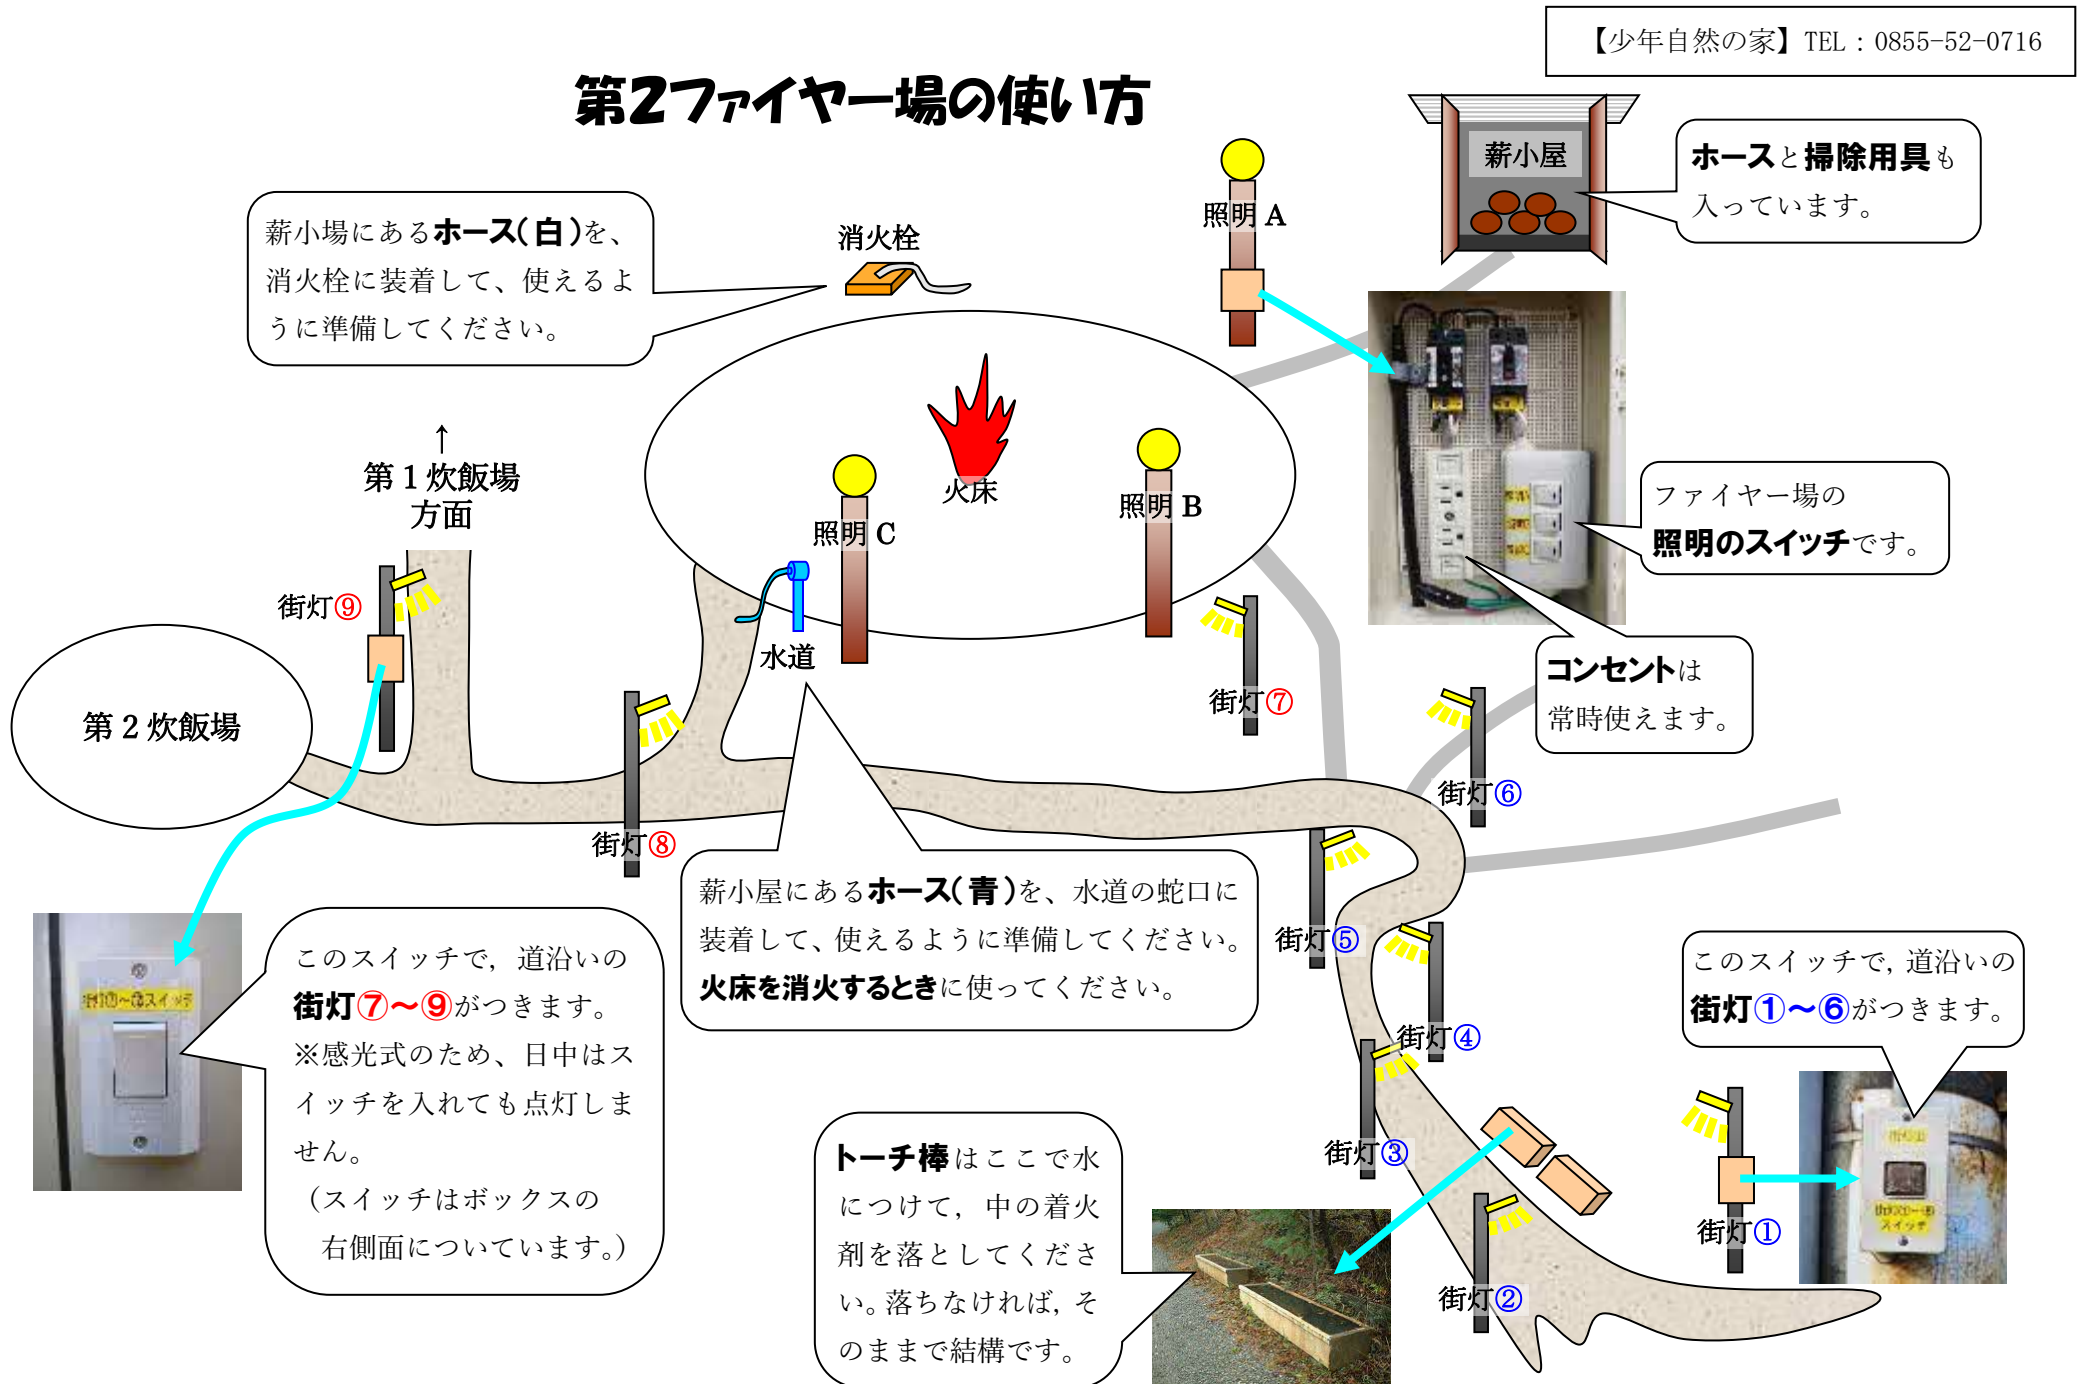 【少年自然の家】TEL：0855-52-0716
第2ファイヤー場の使い方
薪小屋
ホースと掃除用具も
入っています。
照明A
消火栓
薪小場にあるホース(白)を、
消火栓に装着して、使えるよ
うに準備してください。
↑
第1炊飯場
方面
火床
照明B
照明C
ファイヤー場の
照明のスイッチです。
コンセントは
常時使えます。
街灯⑨
水道
街灯⑦
第2炊飯場
街灯⑥
街灯⑧
薪小屋にあるホース(青)を、水道の蛇口に
装着して、使えるように準備してください。
火床を消火するときに使ってください。
街灯⑤
このスイッチで，道沿いの
街灯⑦～⑨がつきます。
※感光式のため、日中はス
イッチを入れても点灯しま
せん。
（スイッチはボックスの
右側面についています。）
このスイッチで，道沿いの
街灯①～⑥がつきます。
街灯④
街灯③
トーチ棒はここで水
につけて，中の着火
剤を落としてくださ
い。落ちなければ，そ
のままで結構です。
街灯①
スイッチ
街灯②